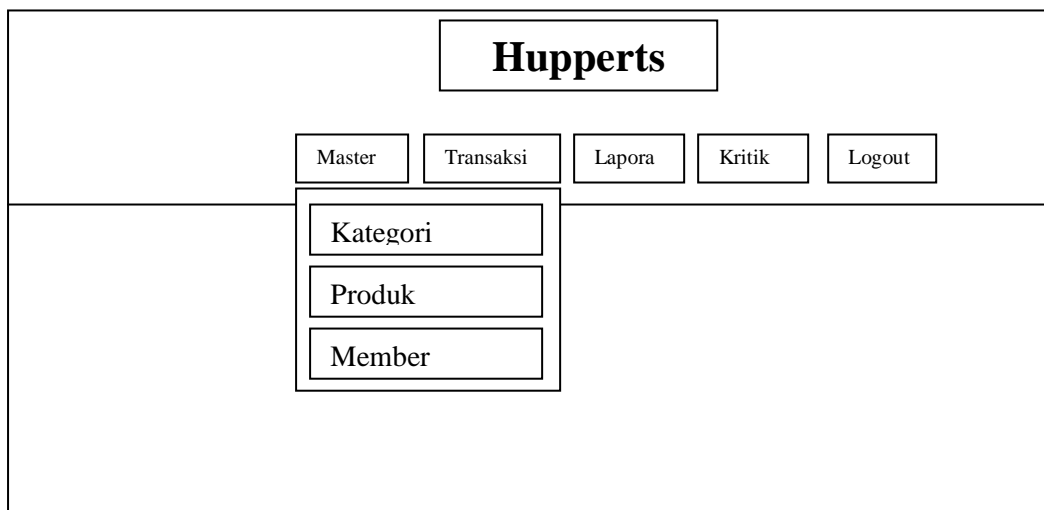 Hupperts
Master Transaksi Lapora Kritik Logout
Kategori
Produk
Member